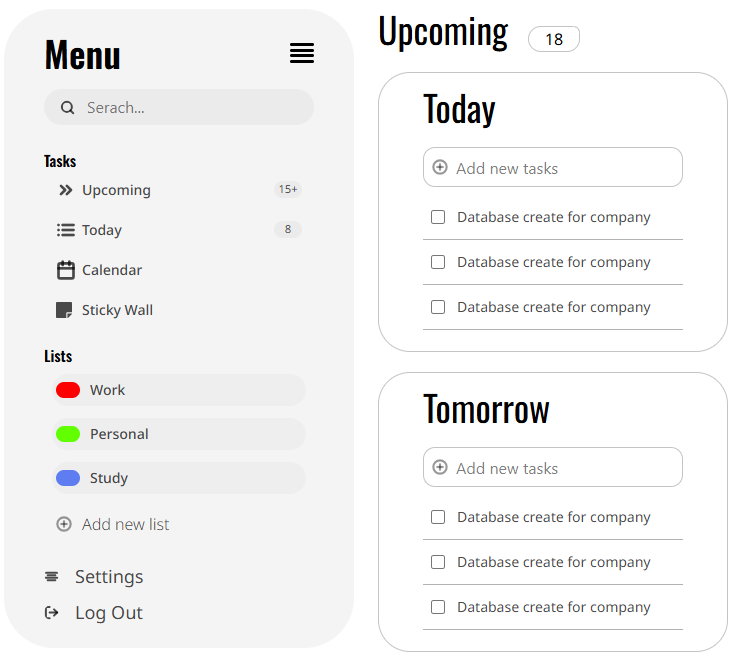 Menu
Serach...
Tasks
Upcoming 15+
Today 8
Calendar
Sticky Wall
Lists
Work
Personal
Study
Add new list
Settings
Log Out
Upcoming 18
Today
Add new tasks
Database create for company
Database create for company
Database create for company
Tomorrow
Add new tasks
Database create for company
Database create for company
Database create for company